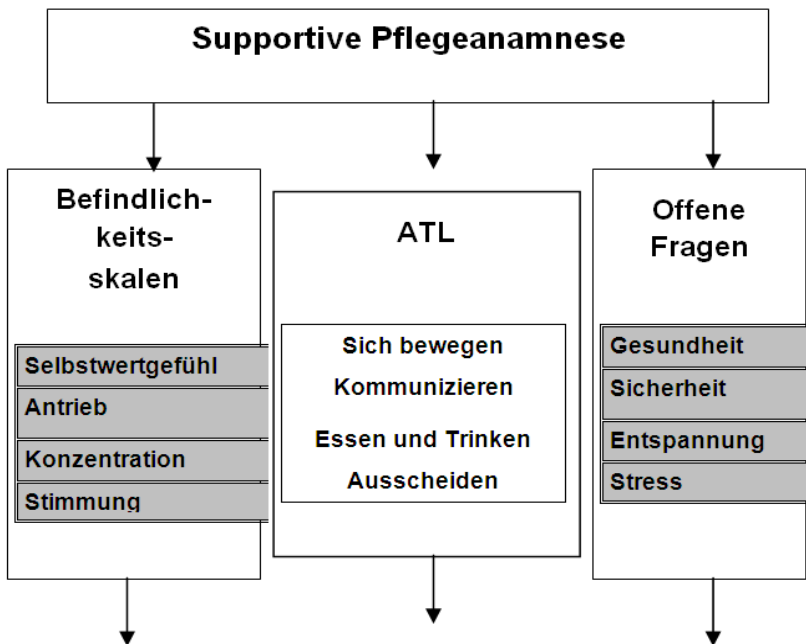 Supportive Pflegeanamnese
Befindlich-
keits-
skalen
Selbstwertgefühl
Antrieb
Konzentration
Stimmung
ATL
Sich bewegen
Kommunizieren
Essen und Trinken
Ausscheiden
Offene
Fragen
Gesundheit
Sicherheit
Entspannung
Stress